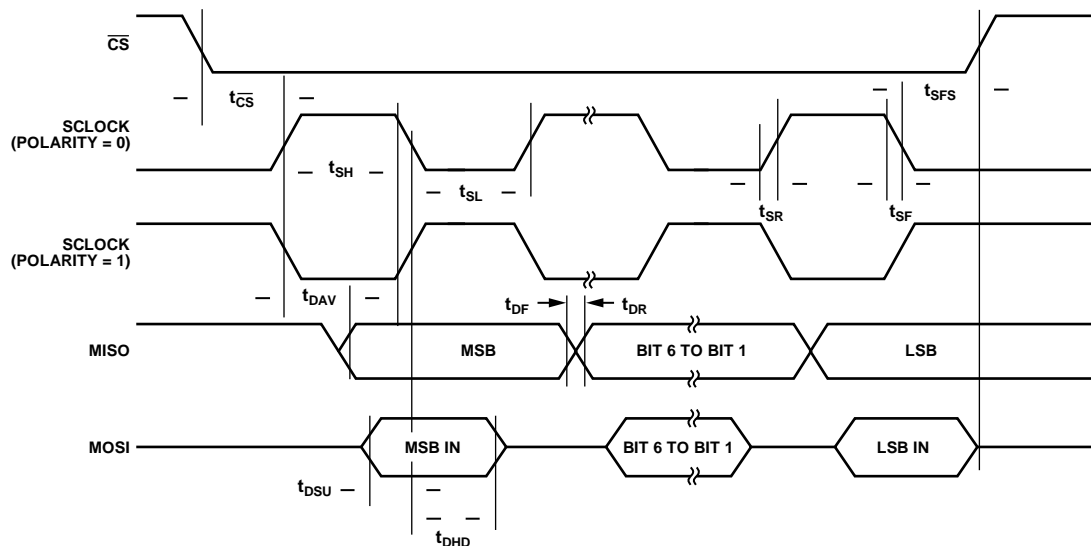 CS
tCS
tSFS
SCLOCK
(POLARITY = 0)
tSH
tSL
tSR
tSF
SCLOCK
(POLARITY = 1)
tDAV
tDF
tDR
MISO
MSB
BIT 6 TO BIT 1
LSB
MOSI
MSB IN
BIT 6 TO BIT 1
LSB IN
tDSU
tDHD